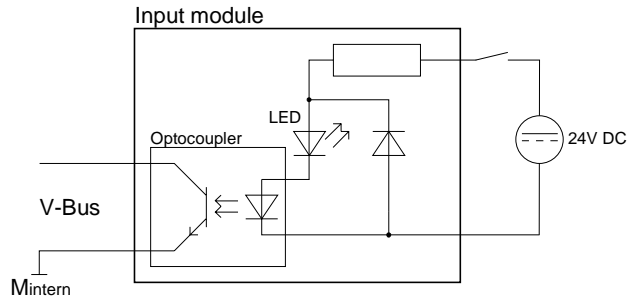 Input module
LED
Optocoupler
24V DC
V-Bus
Mintern